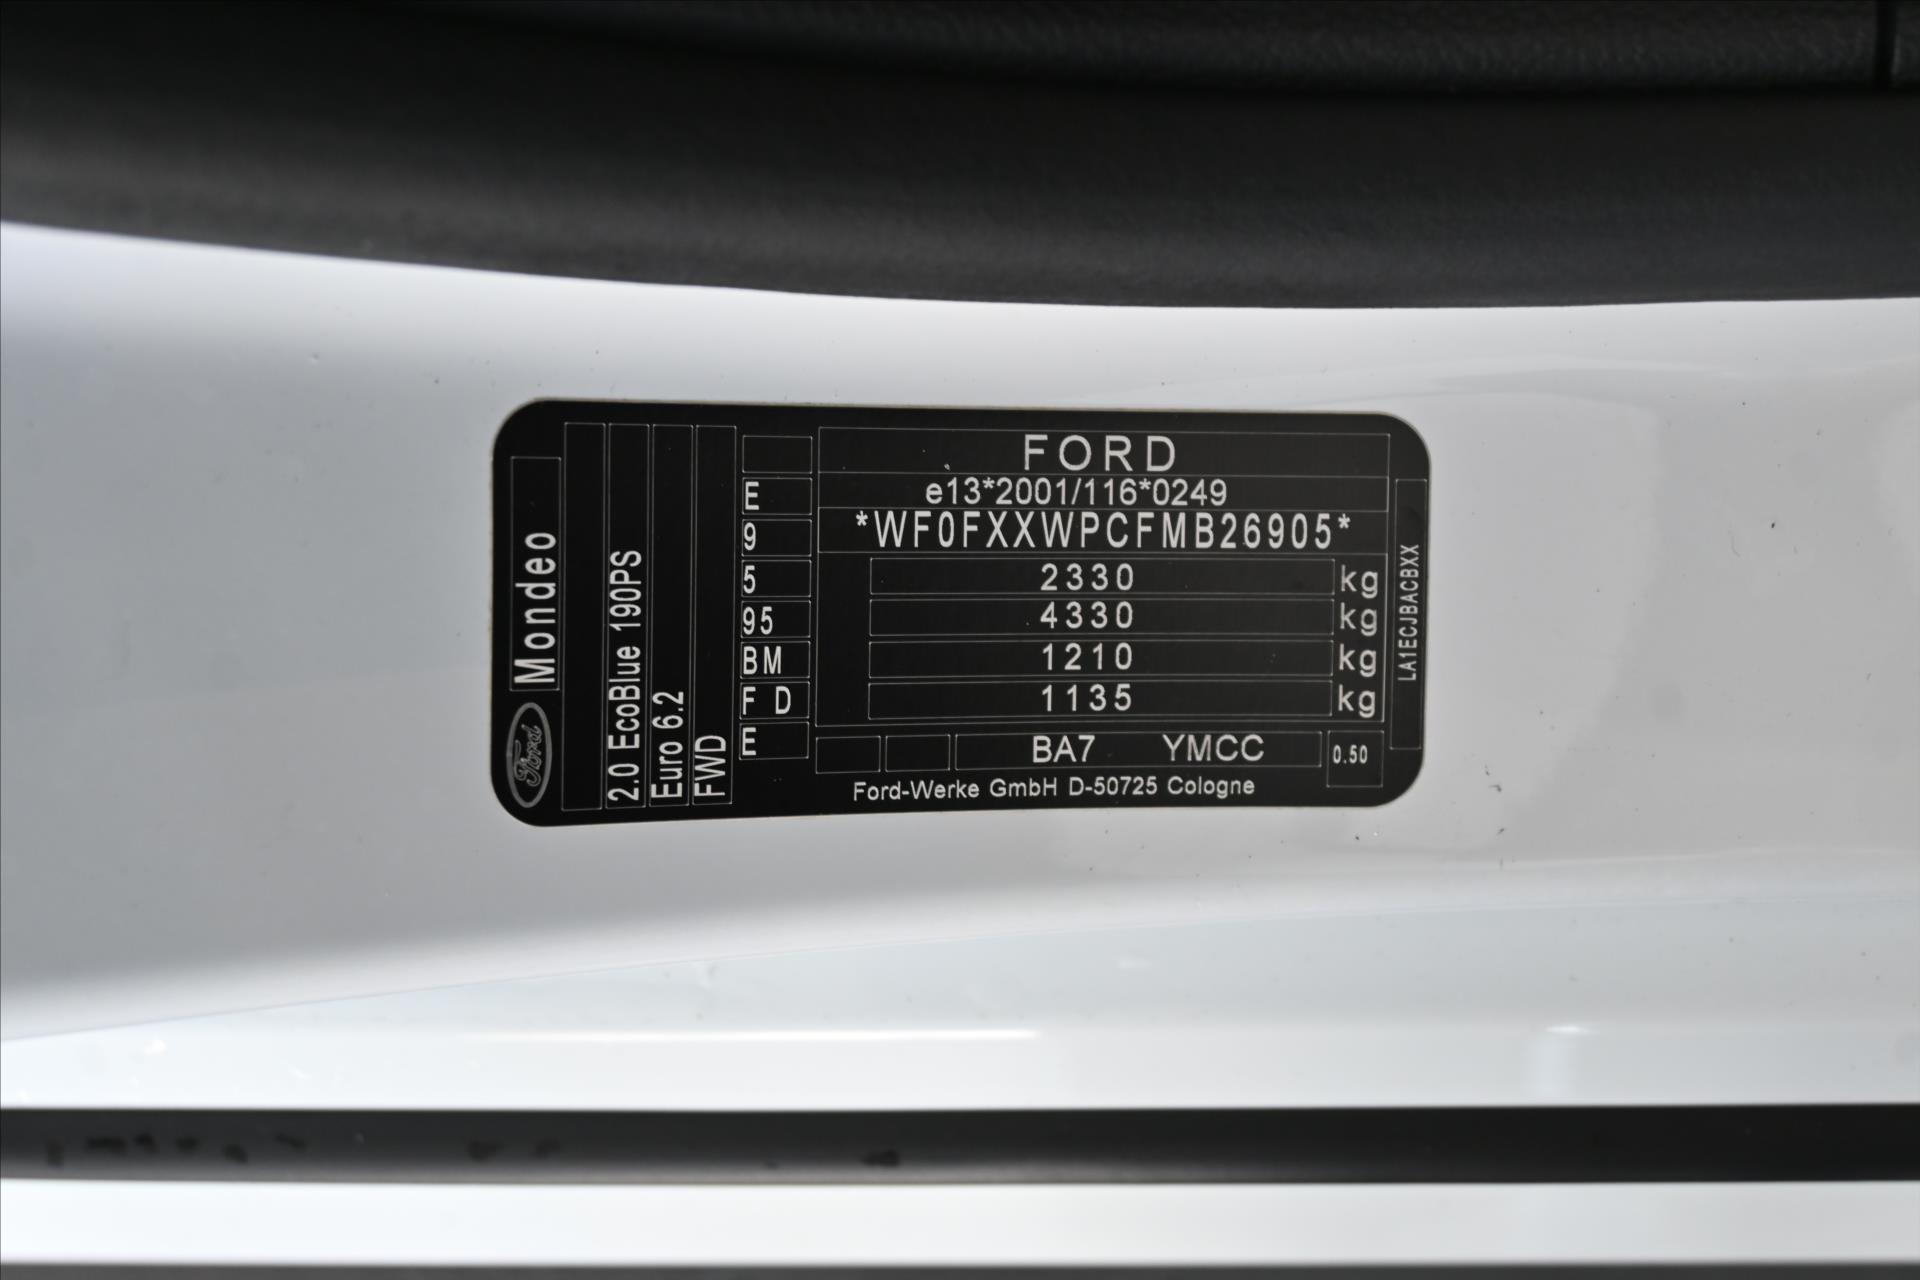 FORD
e13*2001/116*0249
*WF0FXXWPCFMB26905*
2330 kg
4330 kg
1210 kg
1135 kg
BA7 YMCC
0.50
Ford-Werke GmbH D-50725 Cologne
E
9
5
95
BM
F D
E
Ford Mondeo
2.0 EcoBlue 190PS
Euro 6.2
FWD
LA1ECJBACBXX